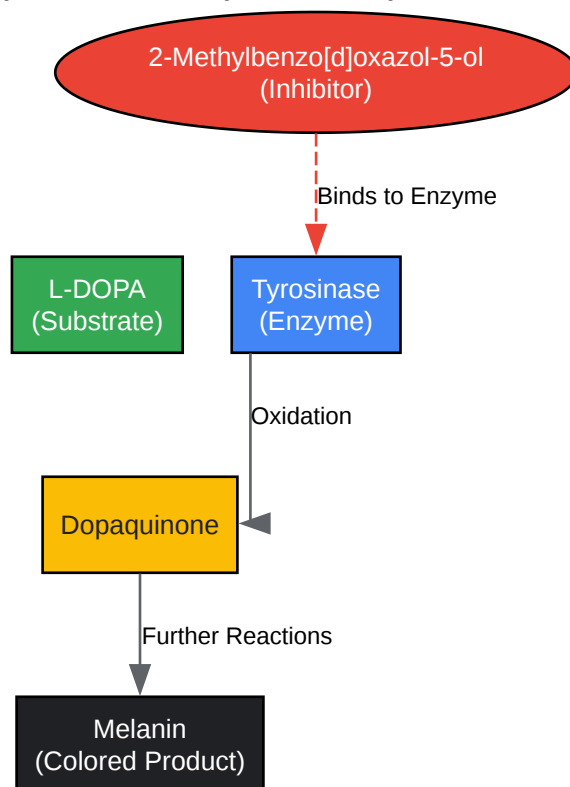 2-Methylbenzo[d]oxazol-5-ol
(Inhibitor)
Binds to Enzyme
L-DOPA
(Substrate)
Tyrosinase
(Enzyme)
Oxidation
Dopaquinone
Further Reactions
Melanin
(Colored Product)